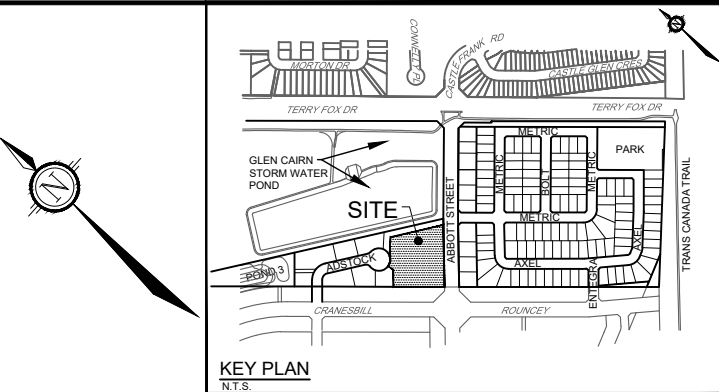 N
MORTON DR
CONNELLY PL
CASTLE FRANK RD
CASTLE GLEN CRES
TERRY FOX DR
TERRY FOX DR
GLEN CAIRN
STORM WATER
POND
METRIC
PARK
METRIC
BOLT
METRIC
SITE
ABBOTT STREET
METRIC
TRANS CANADA TRAIL
AXEL
ADSTOCK
AXEL
POND 3
ENTEGRA
CRANESBILL
ROUNCEY
KEY PLAN
N.T.S.